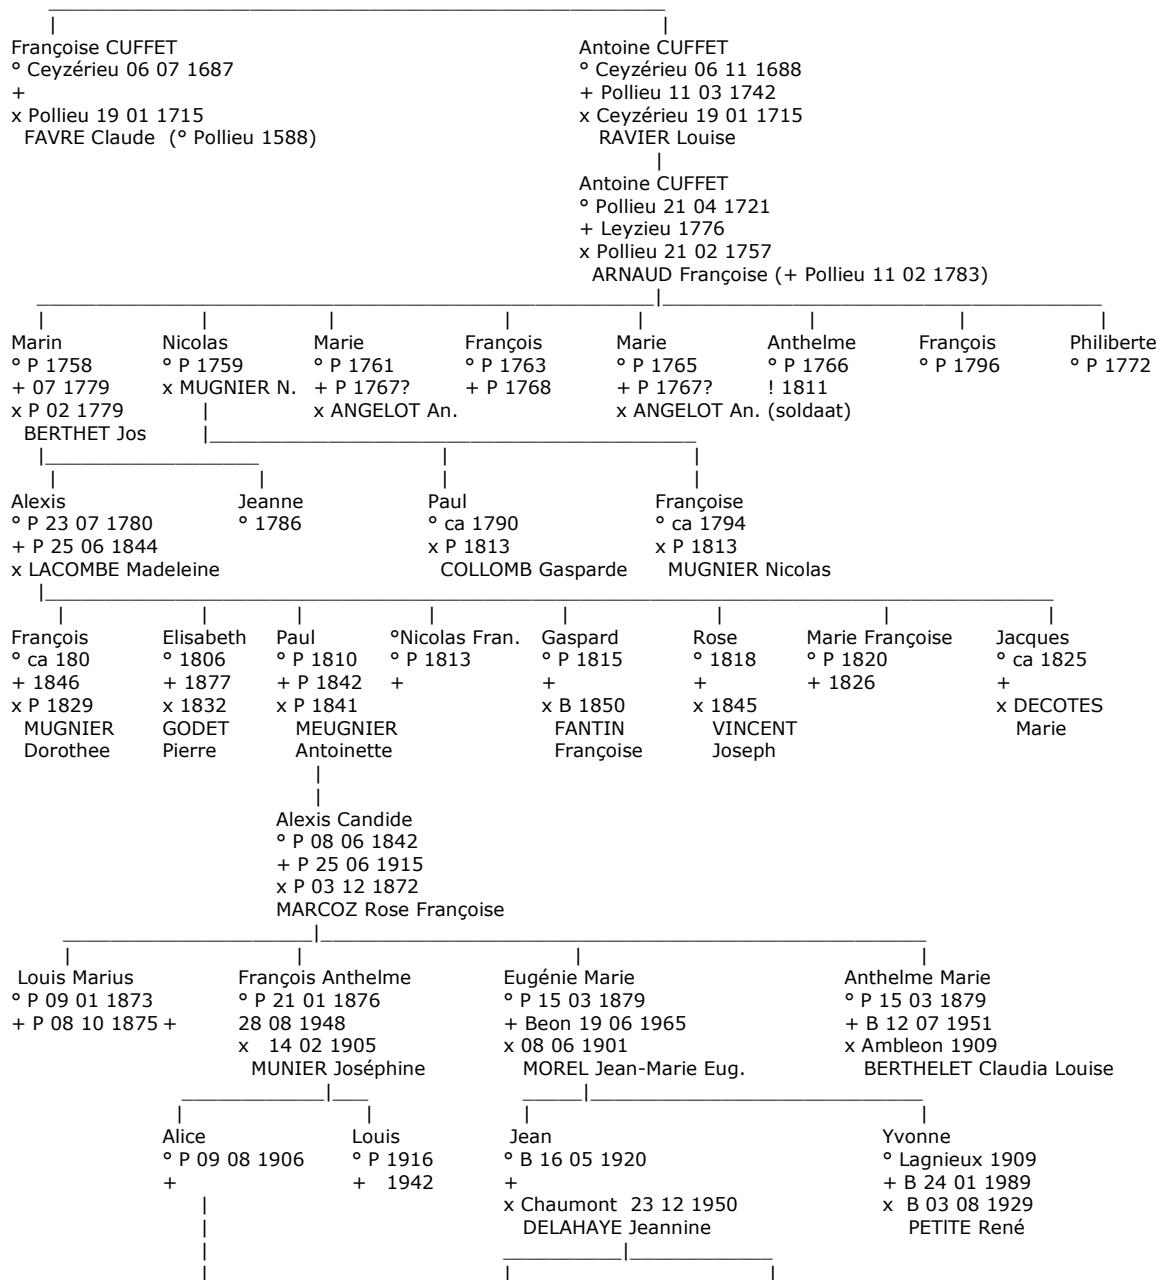 Françoise CUFFET Antoine CUFFET
° Ceyzérieu 06 07 1687 ° Ceyzérieu 06 11 1688
+ + Pollieu 11 03 1742
x Pollieu 19 01 1715 x Ceyzérieu 19 01 1715
FAVRE Claude (° Pollieu 1588) RAVIER Louise
Antoine CUFFET
° Pollieu 21 04 1721
+ Leyzieu 1776
x Pollieu 21 02 1757
ARNAUD Françoise (+ Pollieu 11 02 1783)
Marin Nicolas Marie François Marie Anthelme François Philiberte
° P 1758 ° P 1759 ° P 1761 ° P 1763 ° P 1765 ° P 1766 ° P 1796 ° P 1772
+ 07 1779 x MUGNIER N. + P 1767? + P 1768 + P 1767? ! 1811
x P 02 1779 x ANGELOT An. x ANGELOT An. (soldaat)
BERTHET Jos
Alexis Jeanne Paul Françoise
° P 23 07 1780 ° 1786 ° ca 1790 ° ca 1794
+ P 25 06 1844 x P 1813 x P 1813
x LACOMBE Madeleine COLLOMB Gasparde MUGNIER Nicolas
François Elisabeth Paul °Nicolas Fran. Gaspard Rose Marie Françoise Jacques
° ca 180 ° 1806 ° P 1810 ° P 1813 ° P 1815 ° 1818 ° P 1820 ° ca 1825
+ 1846 + 1877 + P 1842 + + + + 1826 +
x P 1829 x 1832 x P 1841 x B 1850 x 1845 x DECOTES
MUGNIER GODET MEUGNIER FANTIN VINCENT Marie
Dorothee Pierre Antoinette Françoise Joseph
Alexis Candide
° P 08 06 1842
+ P 25 06 1915
x P 03 12 1872
MARCOZ Rose Françoise
Louis Marius François Anthelme Eugénie Marie Anthelme Marie
° P 09 01 1873 ° P 21 01 1876 ° P 15 03 1879 ° P 15 03 1879
+ P 08 10 1875 + 28 08 1948 + Beon 19 06 1965 + B 12 07 1951
x 14 02 1905 x 08 06 1901 x Ambleon 1909
MUNIER Joséphine MOREL Jean-Marie Eug. BERTHELET Claudia Louise
Alice Louis Jean Yvonne
° P 09 08 1906 ° P 1916 ° B 16 05 1920 ° Lagnieux 1909
+ + 1942 + + B 24 01 1989
x Chaumont 23 12 1950 x B 03 08 1929
DELAHAYE Jeannine PETITE René